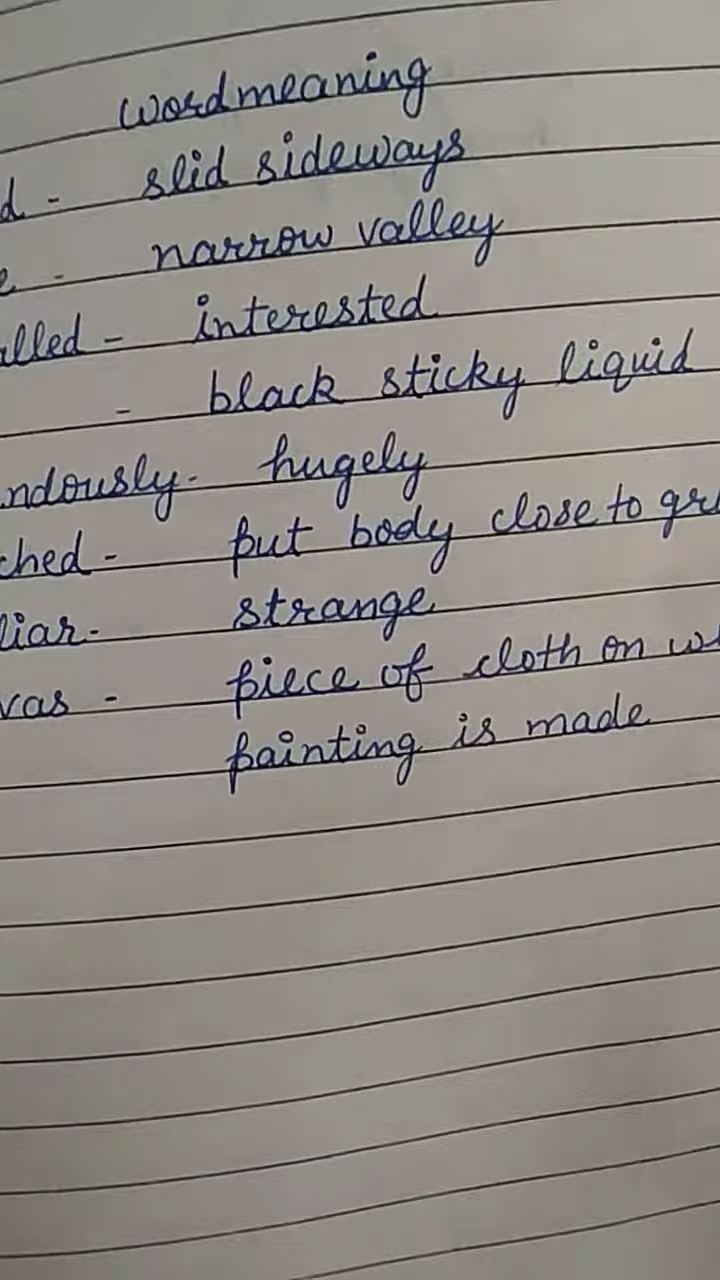 wordmeaning
d - slid sideways
e - narrow valley
alled - interested
- black sticky liquid
ndously - hugely
ched - put body close to
liar - strange
vas - piece of cloth on
painting is made